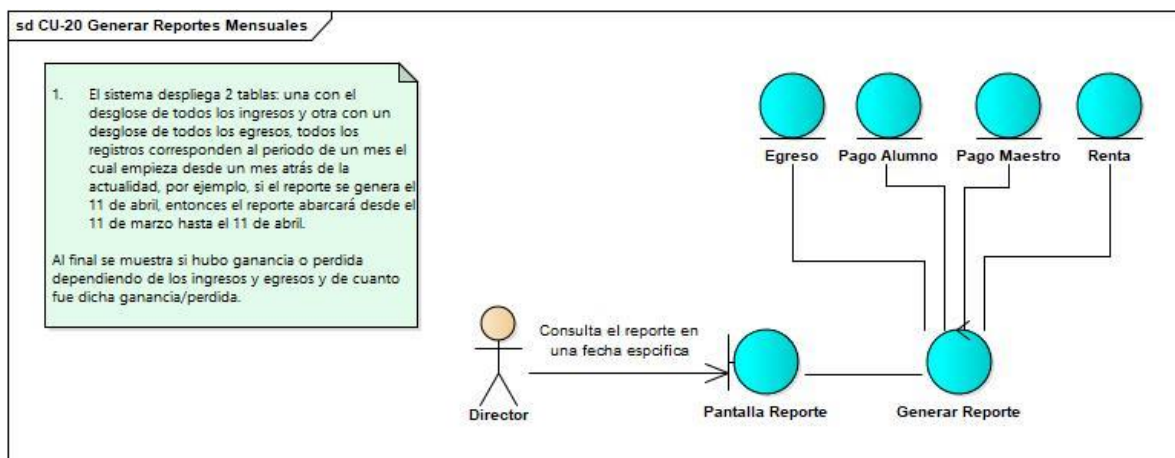 sd CU-20 Generar Reportes Mensuales
1. El sistema despliega 2 tablas: una con el
desglose de todos los ingresos y otra con un
desglose de todos los egresos, todos los
registros corresponden al periodo de un mes el
cual empieza desde un mes atrás de la
actualidad, por ejemplo, si el reporte se genera el
11 de abril, entonces el reporte abarcará desde el
11 de marzo hasta el 11 de abril.
Al final se muestra si hubo ganancia o perdida
dependiendo de los ingresos y egresos y de cuanto
fue dicha ganancia/perdida.
Egreso
Pago Alumno
Pago Maestro
Renta
Consulta el reporte en
una fecha espcifica
Director
Pantalla Reporte
Generar Reporte